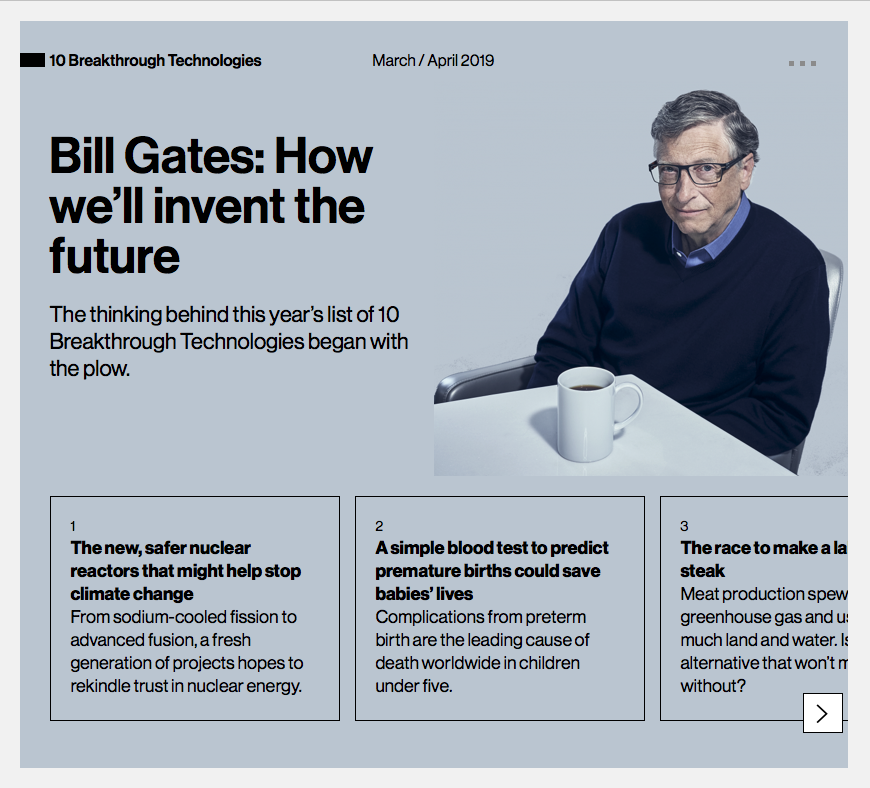 10 Breakthrough Technologies
March / April 2019
Bill Gates: How
we’ll invent the
future
The thinking behind this year’s list of 10
Breakthrough Technologies began with
the plow.
1
The new, safer nuclear
reactors that might help stop
climate change
From sodium-cooled fission to
advanced fusion, a fresh
generation of projects hopes to
rekindle trust in nuclear energy.
2
A simple blood test to predict
premature births could save
babies’ lives
Complications from preterm
birth are the leading cause of
death worldwide in children
under five.
3
The race to make a la
steak
Meat production spew
greenhouse gas and us
much land and water. Is
alternative that won’t m
without?